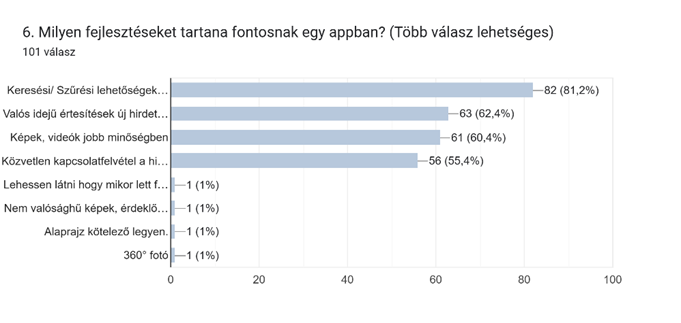 6. Milyen fejlesztéseket tartana fontosnak egy appban? (Több válasz lehetséges)
101 válasz
Keresési/ Szűrési lehetőségek… 82 (81,2%)
Valós idejű értesítések új hirdet… 63 (62,4%)
Képek, videók jobb minőségben 61 (60,4%)
Közvetlen kapcsolatfelvétel a hi… 56 (55,4%)
Lehessen látni hogy mikor lett f… 1 (1%)
Nem valósághű képek, érdeklő… 1 (1%)
Alaprajz kötelező legyen. 1 (1%)
360° fotó 1 (1%)
0 20 40 60 80 100